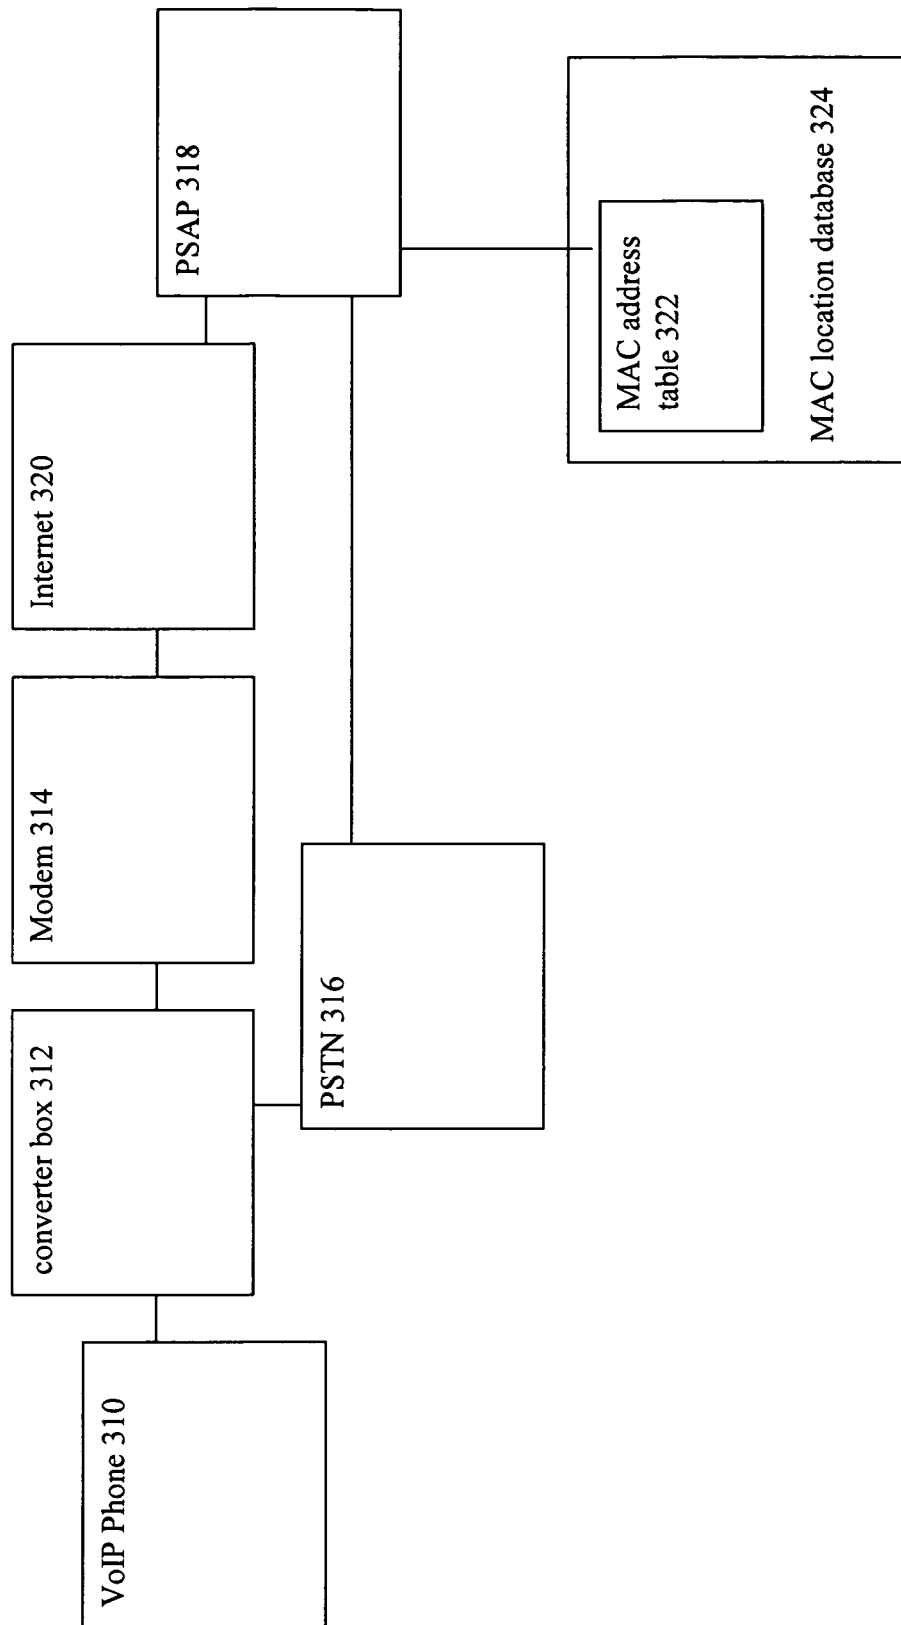 VoIP Phone 310
converter box 312
Modem 314
Internet 320
PSAP 318
PSTN 316
MAC address
table 322
MAC location database 324